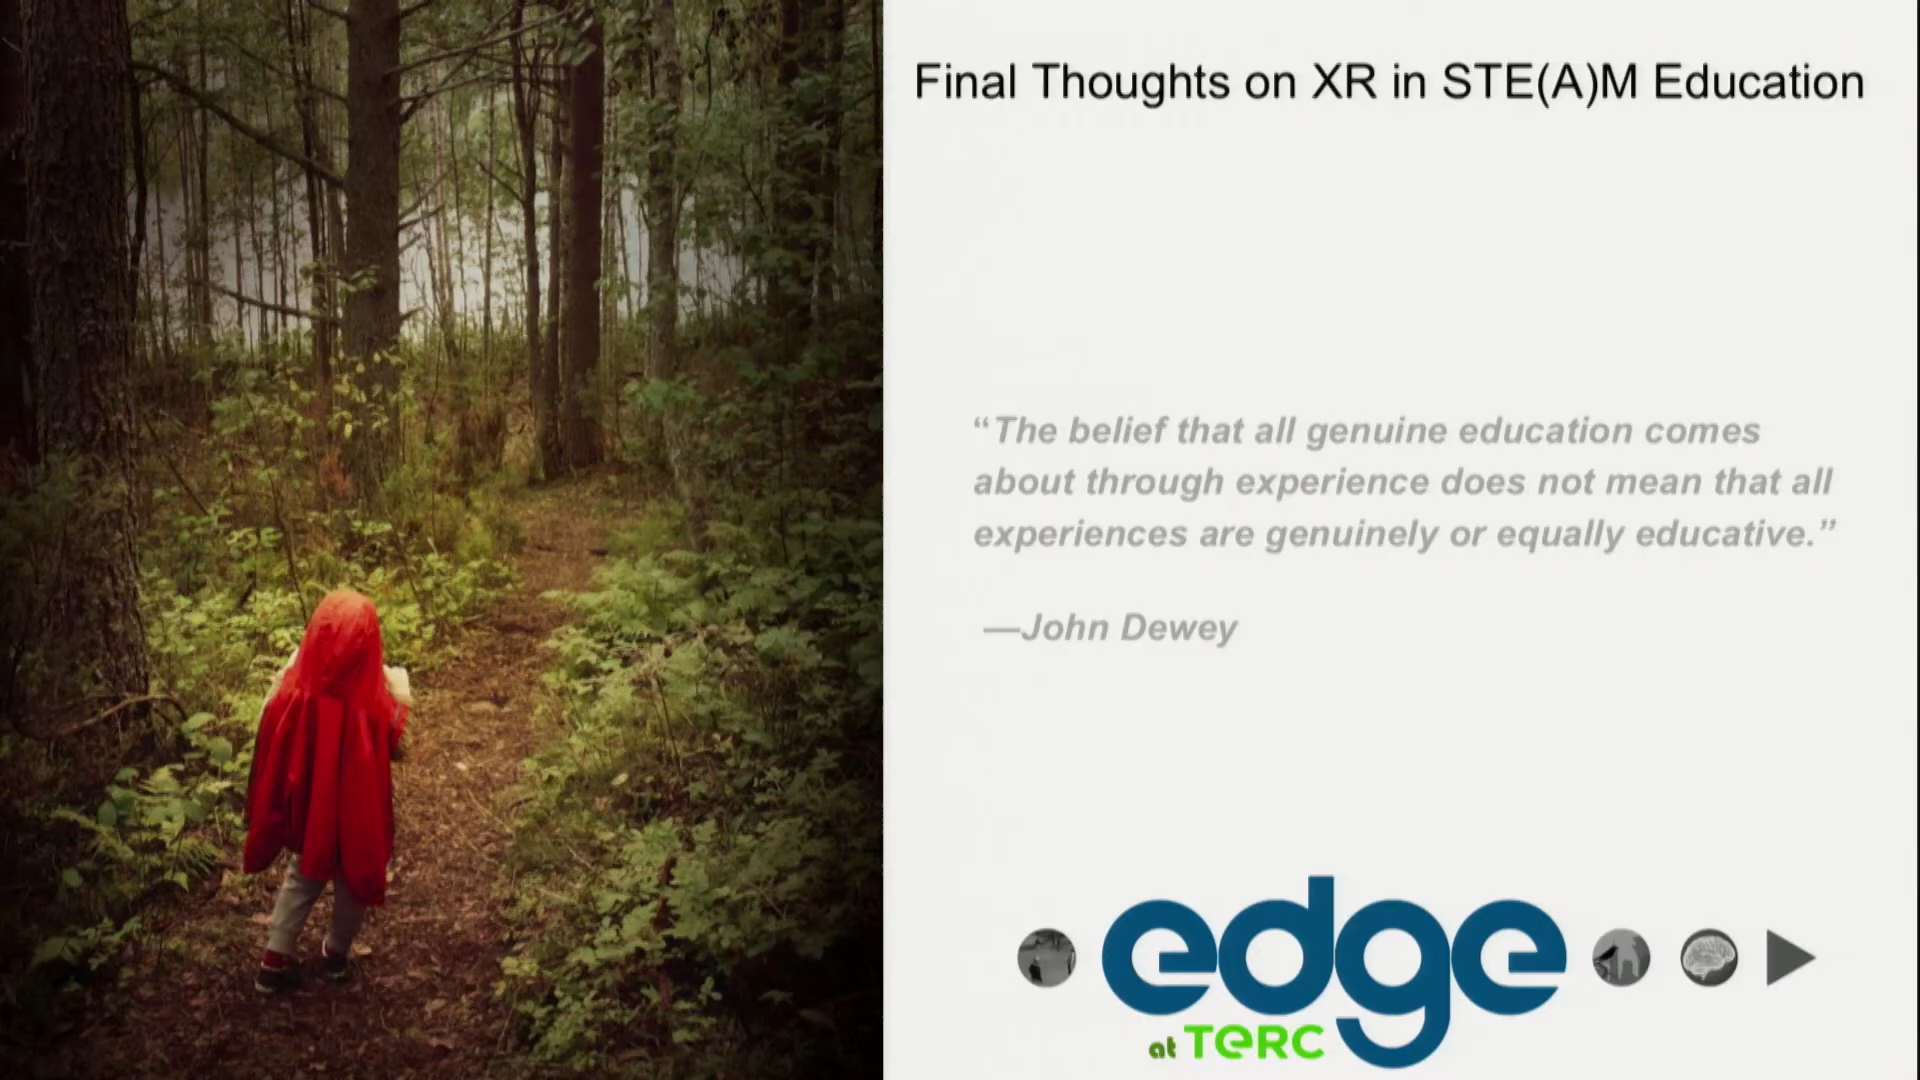 Final Thoughts on XR in STE(A)M Education
“The belief that all genuine education comes
about through experience does not mean that all
experiences are genuinely or equally educative.”
—John Dewey
edge
at TERC